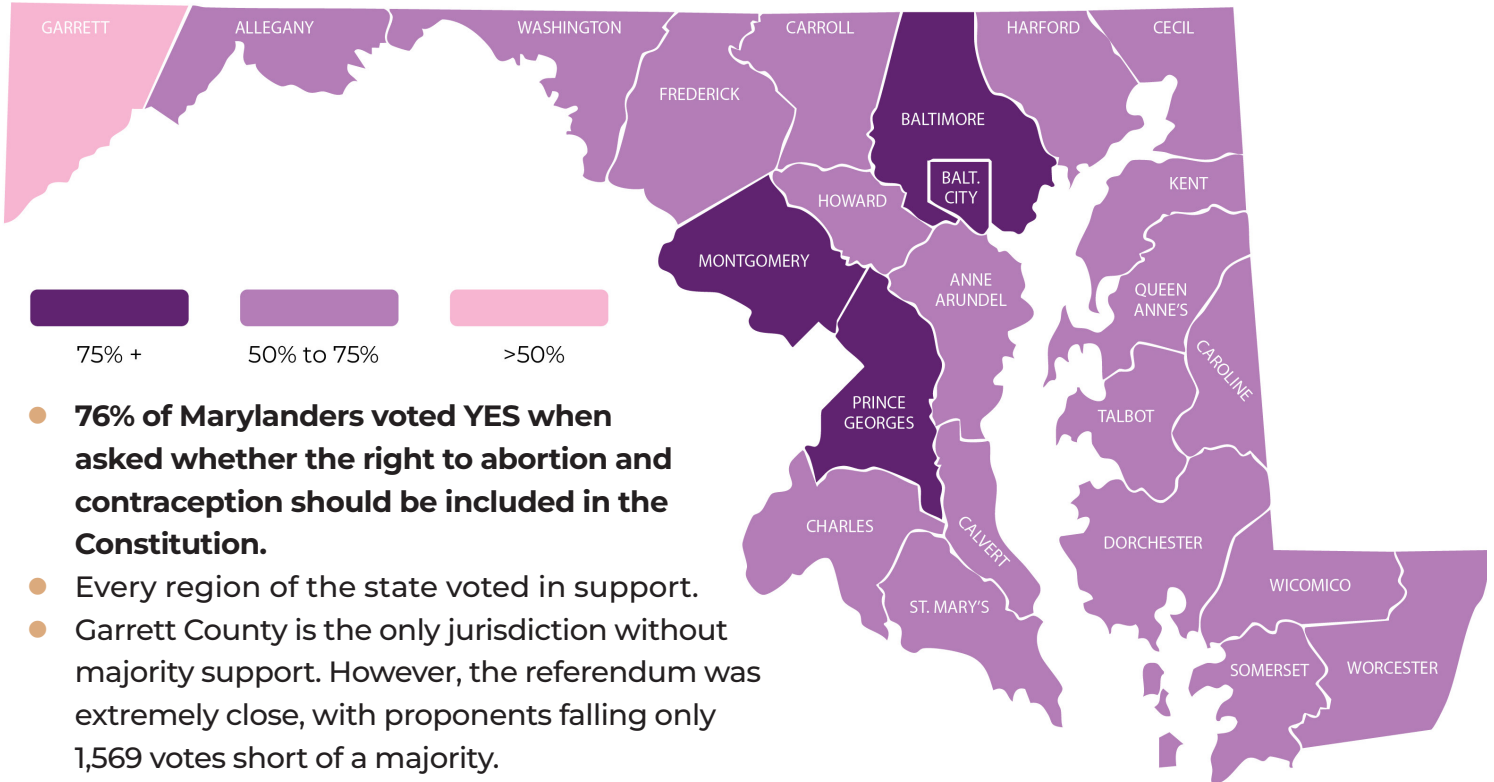 GARRETT
ALLEGANY
WASHINGTON
CARROLL
HARFORD
CECIL
FREDERICK
BALTIMORE
BALT.
CITY
KENT
HOWARD
MONTGOMERY
ANNE
ARUNDEL
QUEEN
ANNE'S
CAROLINE
PRINCE
GEORGES
TALBOT
CHARLES
CALVERT
DORCHESTER
WICOMICO
ST. MARY'S
SOMERSET
WORCESTER
75% +
50% to 75%
>50%
76% of Marylanders voted YES when
asked whether the right to abortion and
contraception should be included in the
Constitution.
Every region of the state voted in support.
Garrett County is the only jurisdiction without
majority support. However, the referendum was
extremely close, with proponents falling only
1,569 votes short of a majority.